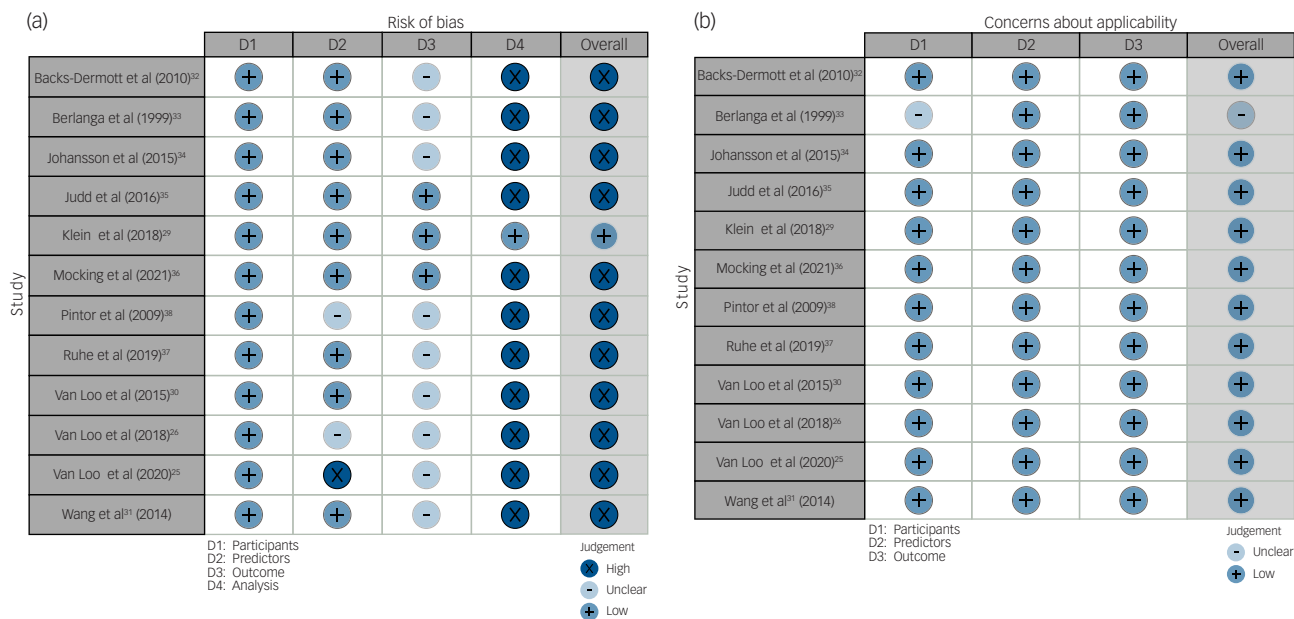 (a)
Risk of bias
D1 D2 D3 D4 Overall
Study
Backs-Dermott et al (2010)32 + + - X X
Berlanga et al (1999)33 + + - X X
Johansson et al (2015)34 + + - X X
Judd et al (2016)35 + + + X X
Klein et al (2018)29 + + + + +
Mocking et al (2021)36 + + + X X
Pintor et al (2009)38 + - - X X
Ruhe et al (2019)37 + + - X X
Van Loo et al (2015)30 + + - X X
Van Loo et al (2018)26 + - - X X
Van Loo et al (2020)25 + X - X X
Wang et al31 (2014) + + - X X
D1: Participants
D2: Predictors
D3: Outcome
D4: Analysis
Judgement
X High
- Unclear
+ Low
(b)
Concerns about applicability
D1 D2 D3 Overall
Study
Backs-Dermott et al (2010)32 + + + +
Berlanga et al (1999)33 - + + -
Johansson et al (2015)34 + + + +
Judd et al (2016)35 + + + +
Klein et al (2018)29 + + + +
Mocking et al (2021)36 + + + +
Pintor et al (2009)38 + + + +
Ruhe et al (2019)37 + + + +
Van Loo et al (2015)30 + + + +
Van Loo et al (2018)26 + + + +
Van Loo et al (2020)25 + + + +
Wang et al31 (2014) + + + +
D1: Participants
D2: Predictors
D3: Outcome
Judgement
- Unclear
+ Low